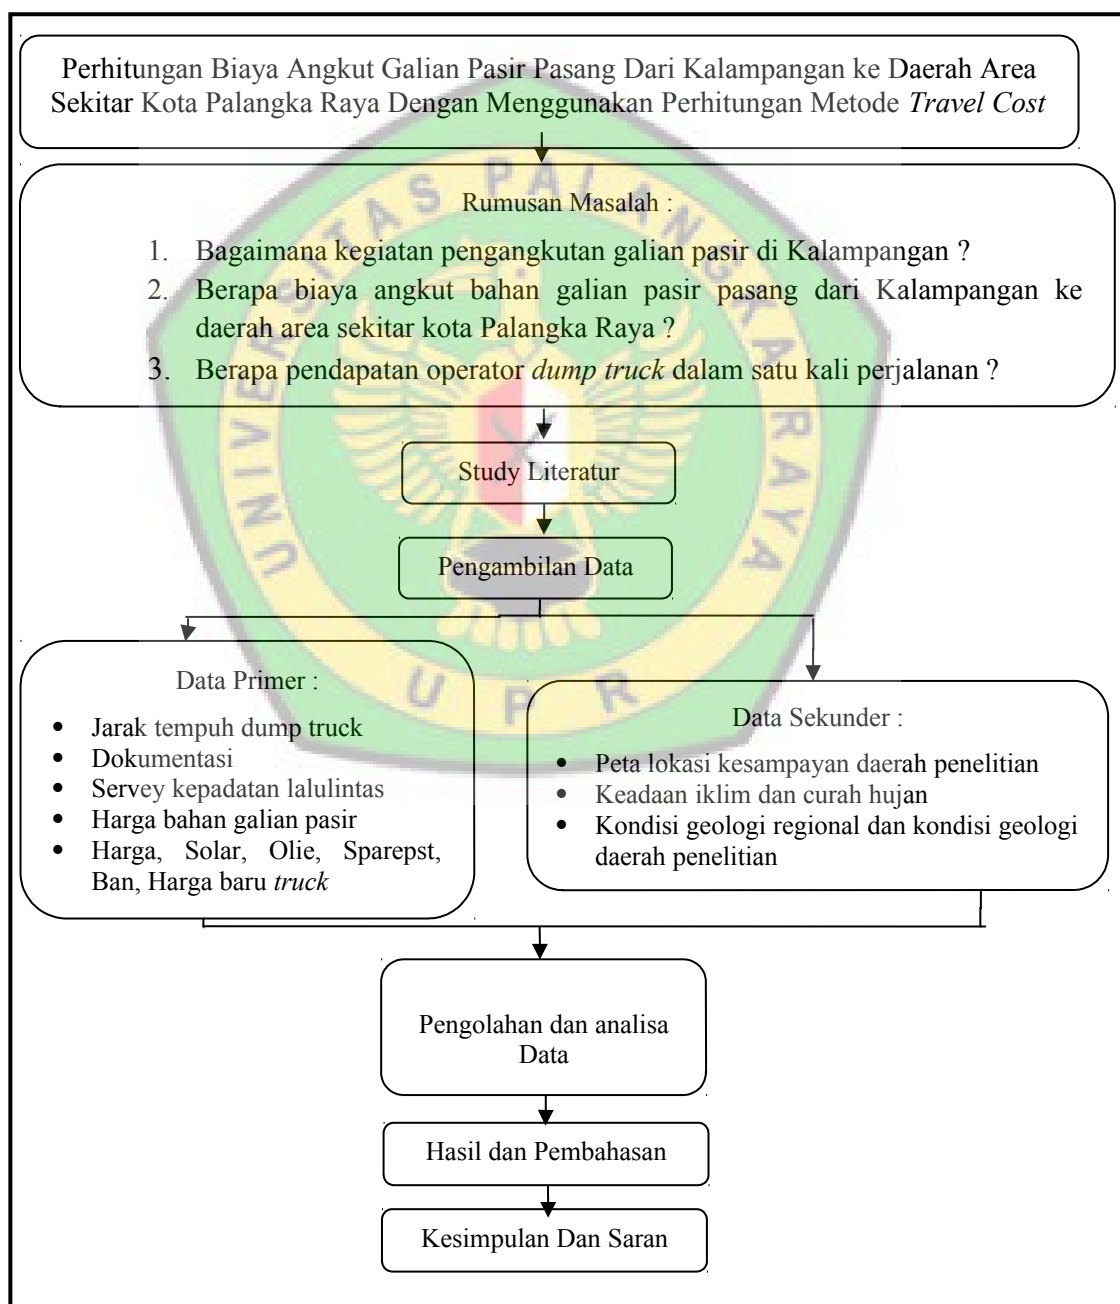 Perhitungan Biaya Angkut Galian Pasir Pasang Dari Kalampangan ke Daerah Area
Sekitar Kota Palangka Raya Dengan Menggunakan Perhitungan Metode Travel Cost
Rumusan Masalah :
1. Bagaimana kegiatan pengangkutan galian pasir di Kalampangan ?
2. Berapa biaya angkut bahan galian pasir pasang dari Kalampangan ke
daerah area sekitar kota Palangka Raya ?
3. Berapa pendapatan operator dump truck dalam satu kali perjalanan ?
Study Literatur
Pengambilan Data
Data Primer :
• Jarak tempuh dump truck
• Dokumentasi
• Servey kepadatan lalulintas
• Harga bahan galian pasir
• Harga, Solar, Olie, Sparepst,
Ban, Harga baru truck
Data Sekunder :
• Peta lokasi kesampayan daerah penelitian
• Keadaan iklim dan curah hujan
• Kondisi geologi regional dan kondisi geologi
daerah penelitian
Pengolahan dan analisa
Data
Hasil dan Pembahasan
Kesimpulan Dan Saran
UNIVERSITAS PALANGKA RAYA
UPR